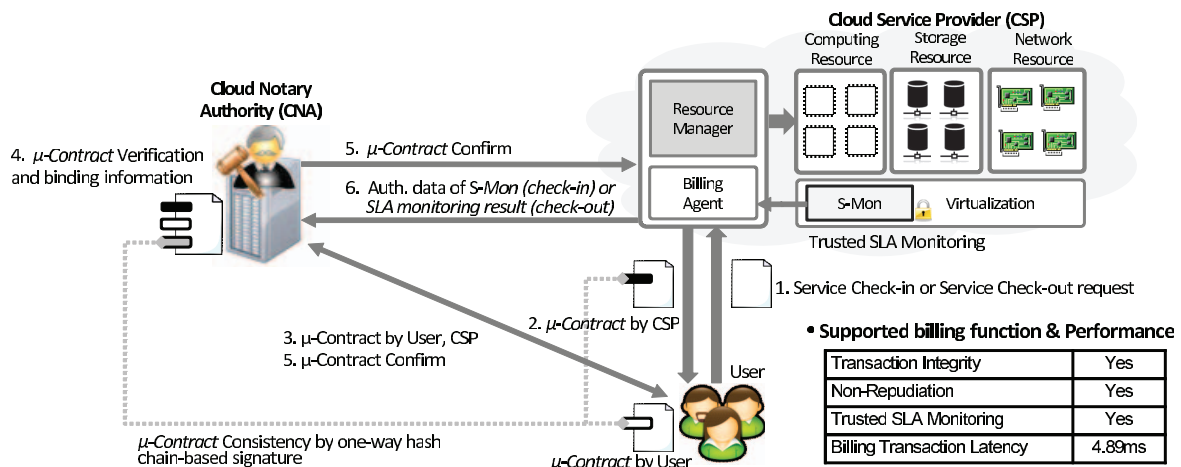 Cloud Service Provider (CSP)
Computing
Resource
Storage
Resource
Network
Resource
Cloud Notary
Authority (CNA)
Resource
Manager
4. μ-Contract Verification
and binding information
5. μ-Contract Confirm
6. Auth. data of S-Mon (check-in) or
SLA monitoring result (check-out)
Billing
Agent
S-Mon
Virtualization
Trusted SLA Monitoring
1. Service Check-in or Service Check-out request
2. μ-Contract by CSP
3. μ-Contract by User, CSP
5. μ-Contract Confirm
• Supported billing function & Performance
Transaction Integrity Yes
Non-Repudiation Yes
Trusted SLA Monitoring Yes
Billing Transaction Latency 4.89ms
User
μ-Contract Consistency by one-way hash
chain-based signature
μ-Contract by User